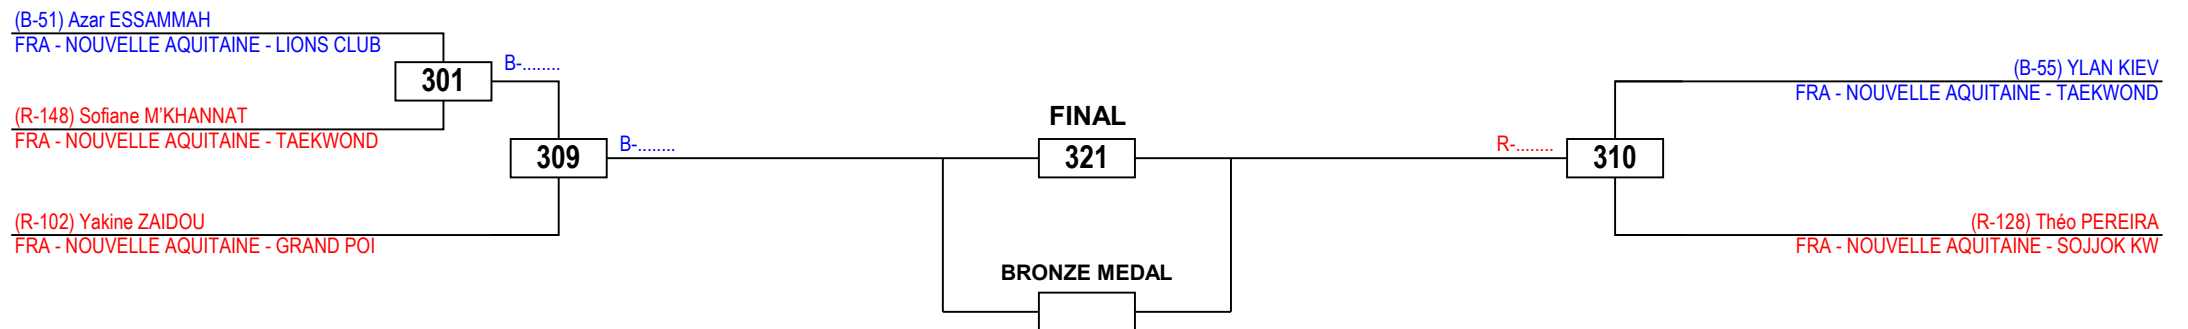 (B-51) Azar ESSAMMAH
FRA - NOUVELLE AQUITAINE - LIONS CLUB
301
B-........
(R-148) Sofiane M'KHANNAT
FRA - NOUVELLE AQUITAINE - TAEKWOND
309
B-........
(R-102) Yakine ZAIDOU
FRA - NOUVELLE AQUITAINE - GRAND POI
FINAL
321
BRONZE MEDAL
(B-55) YLAN KIEV
FRA - NOUVELLE AQUITAINE - TAEKWOND
R-........
310
(R-128) Théo PEREIRA
FRA - NOUVELLE AQUITAINE - SOJJOK KW